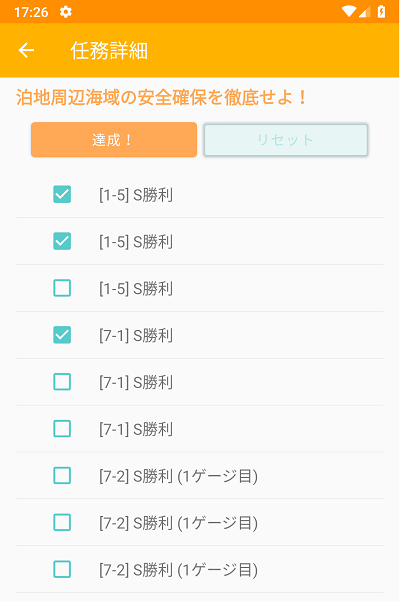 17:26
任務詳細
泊地周辺海域の安全確保を徹底せよ！
達成！ リセット
[1-5] S勝利
[1-5] S勝利
[1-5] S勝利
[7-1] S勝利
[7-1] S勝利
[7-1] S勝利
[7-2] S勝利 (1ゲージ目)
[7-2] S勝利 (1ゲージ目)
[7-2] S勝利 (1ゲージ目)